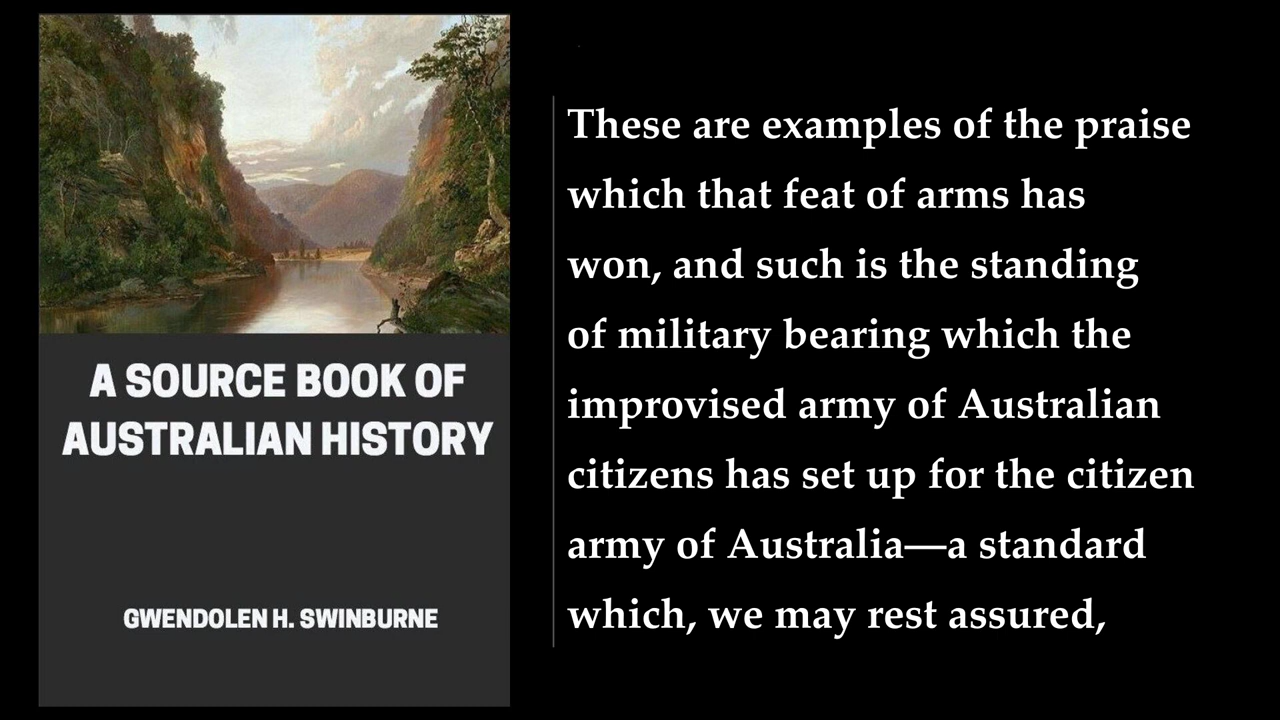 A SOURCE BOOK OF
AUSTRALIAN HISTORY
GWENDOLEN H. SWINBURNE
These are examples of the praise
which that feat of arms has
won, and such is the standing
of military bearing which the
improvised army of Australian
citizens has set up for the citizen
army of Australia—a standard
which, we may rest assured,